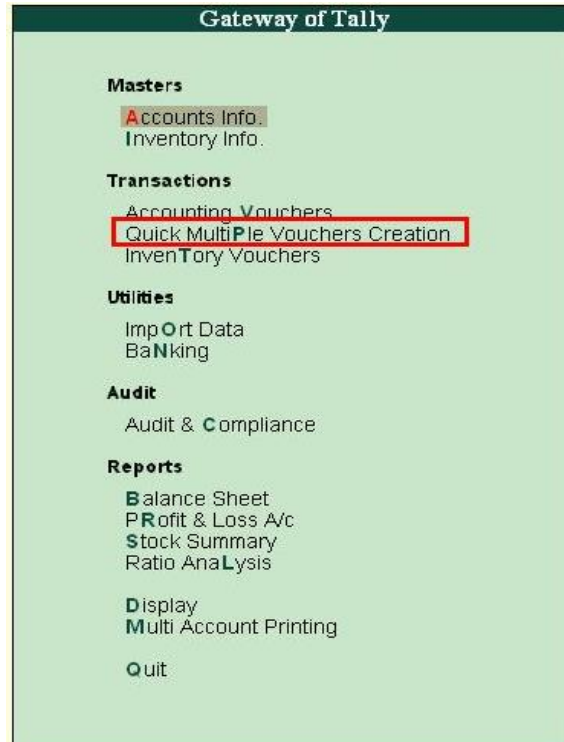 Gateway of Tally
Masters
Accounts Info.
Inventory Info.
Transactions
Accounting Vouchers
Quick MultiPle Vouchers Creation
InvenTory Vouchers
Utilities
ImpOrt Data
BaNking
Audit
Audit & Compliance
Reports
Balance Sheet
PRofit & Loss A/c
Stock Summary
Ratio AnaLysis
Display
Multi Account Printing
Quit